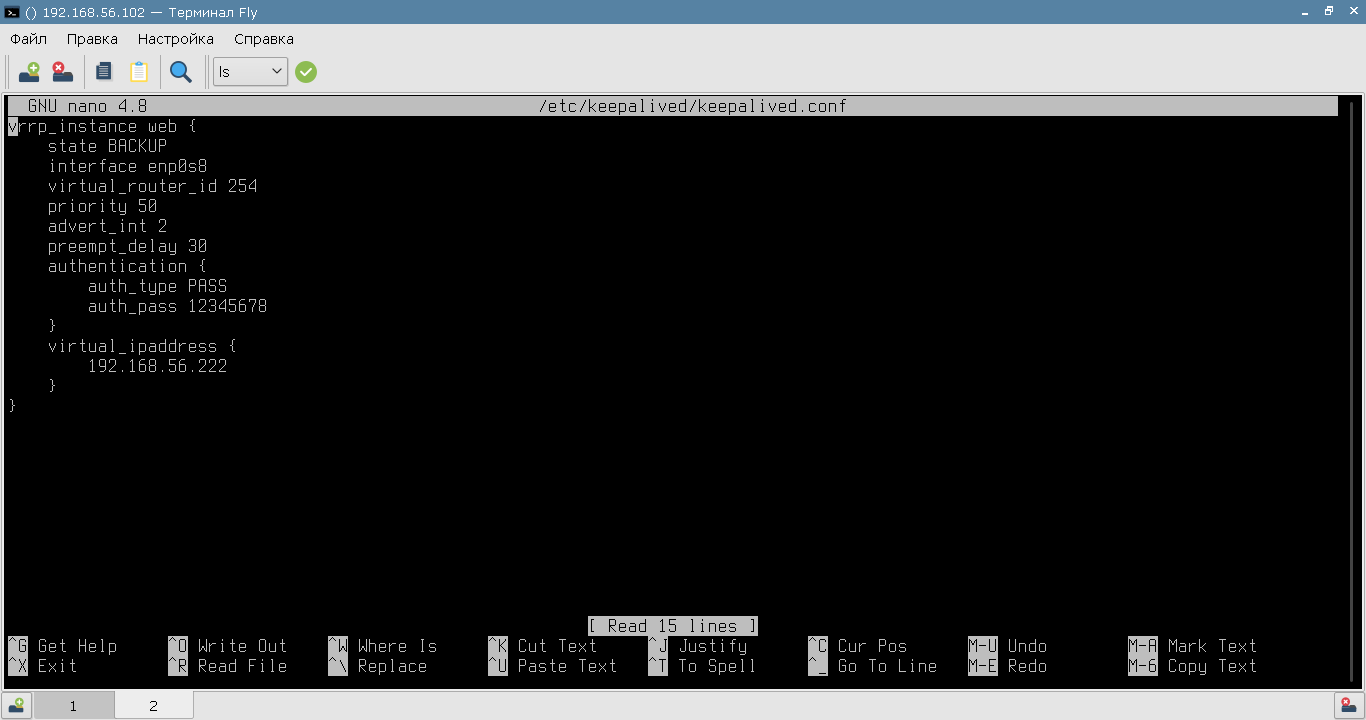 () 192.168.56.102 — Терминал Fly
Файл Правка Настройка Справка
ls
GNU nano 4.8 /etc/keepalived/keepalived.conf
vrrp_instance web {
    state BACKUP
    interface enp0s8
    virtual_router_id 254
    priority 50
    advert_int 2
    preempt_delay 30
    authentication {
        auth_type PASS
        auth_pass 12345678
    }
    virtual_ipaddress {
        192.168.56.222
    }
}
[ Read 15 lines ]
^G Get Help ^O Write Out ^W Where Is ^K Cut Text ^J Justify ^C Cur Pos M-U Undo M-A Mark Text
^X Exit ^R Read File ^\ Replace ^U Paste Text ^T To Spell ^_ Go To Line M-E Redo M-6 Copy Text
1 2